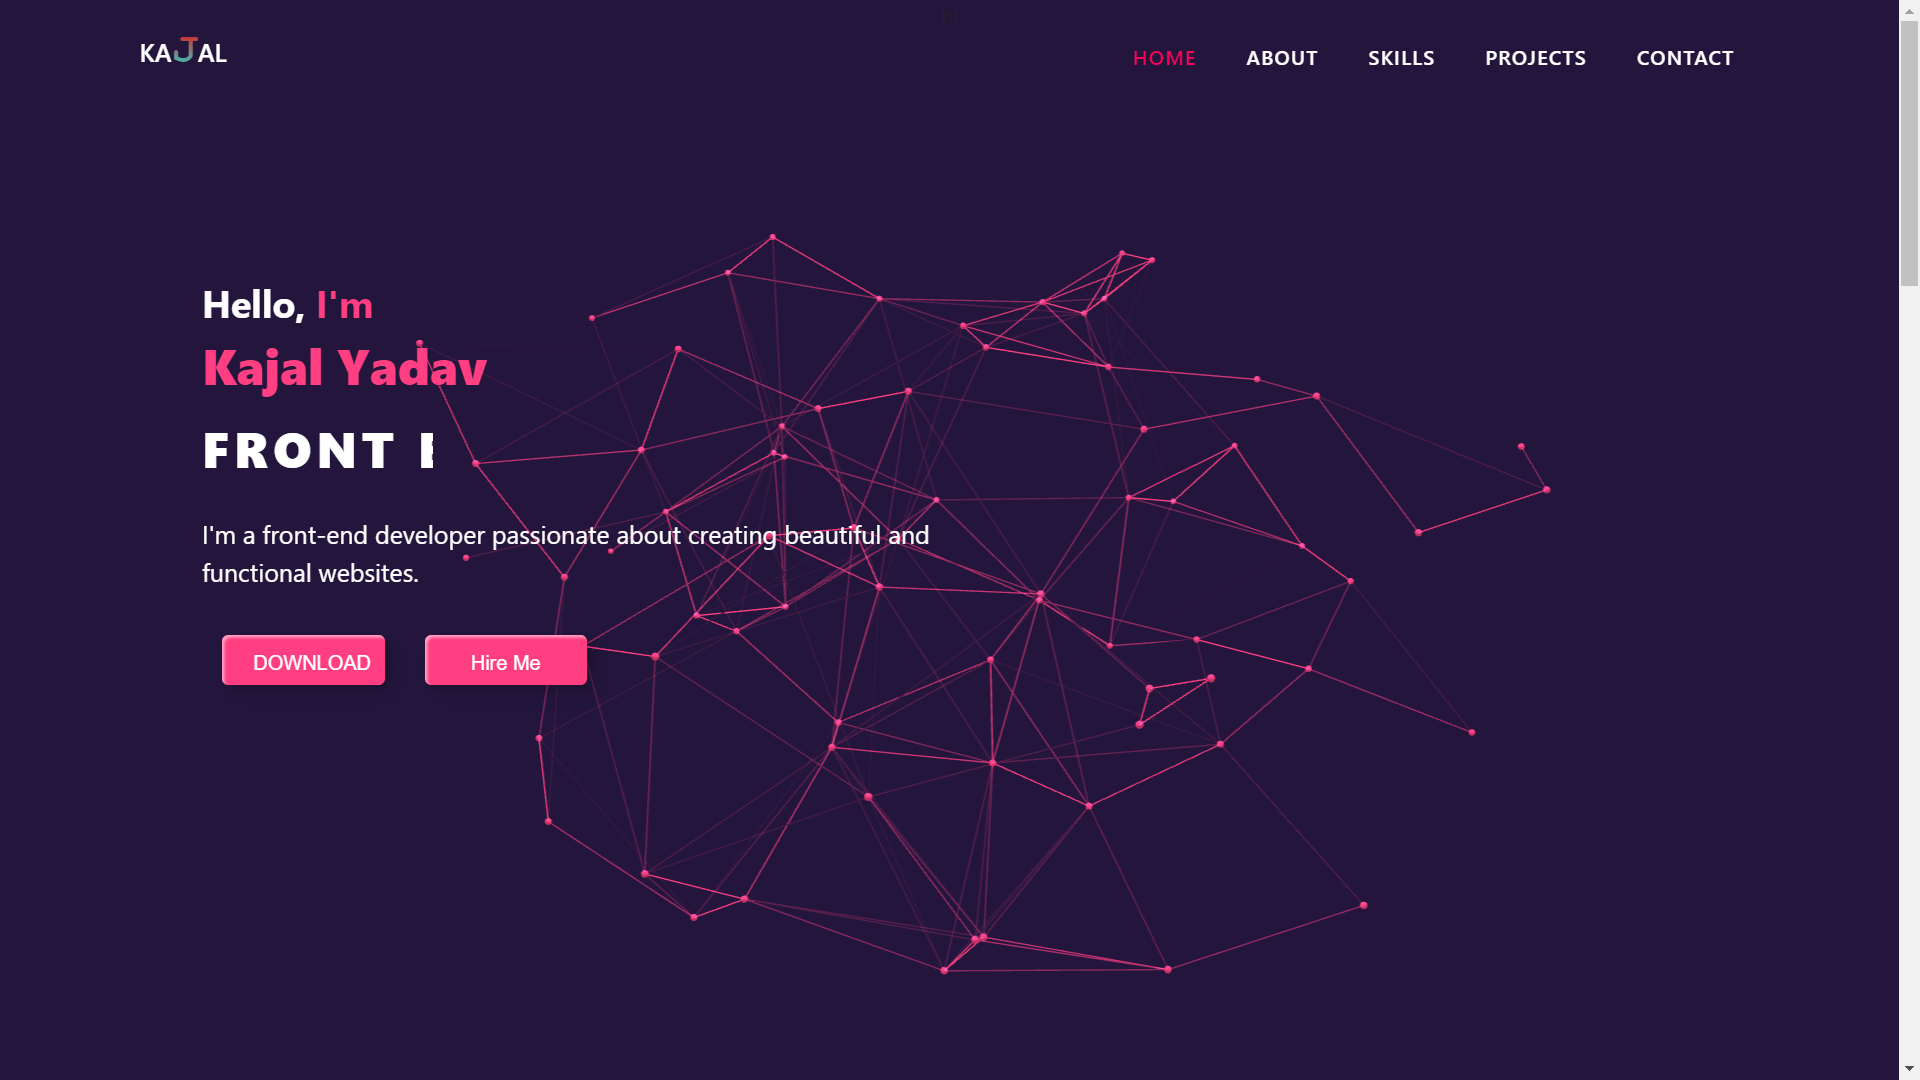 hi
KAJAL
HOME ABOUT SKILLS PROJECTS CONTACT
Hello, I'm
Kajal Yadav
FRONT E
I'm a front-end developer passionate about creating beautiful and
functional websites.
DOWNLOAD Hire Me